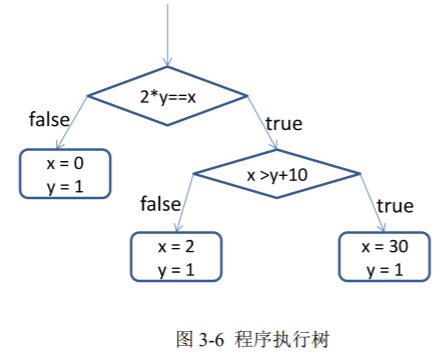 2*y==x
false
true
x = 0
y = 1
x >y+10
false
true
x = 2
y = 1
x = 30
y = 1
图 3-6 程序执行树